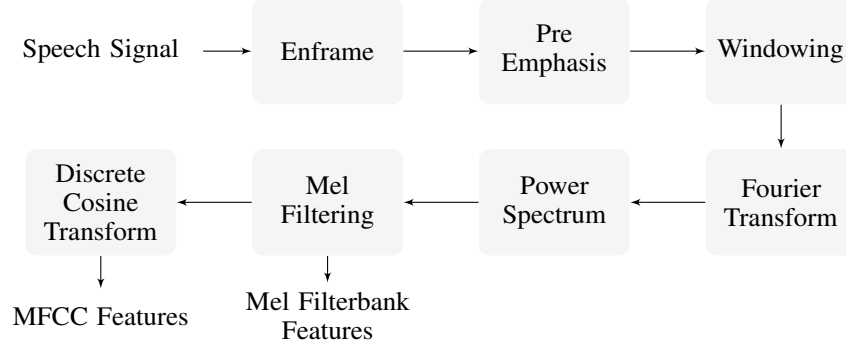 Speech Signal
Enframe
Pre
Emphasis
Windowing
Discrete
Cosine
Transform
Mel
Filtering
Power
Spectrum
Fourier
Transform
MFCC Features
Mel Filterbank
Features